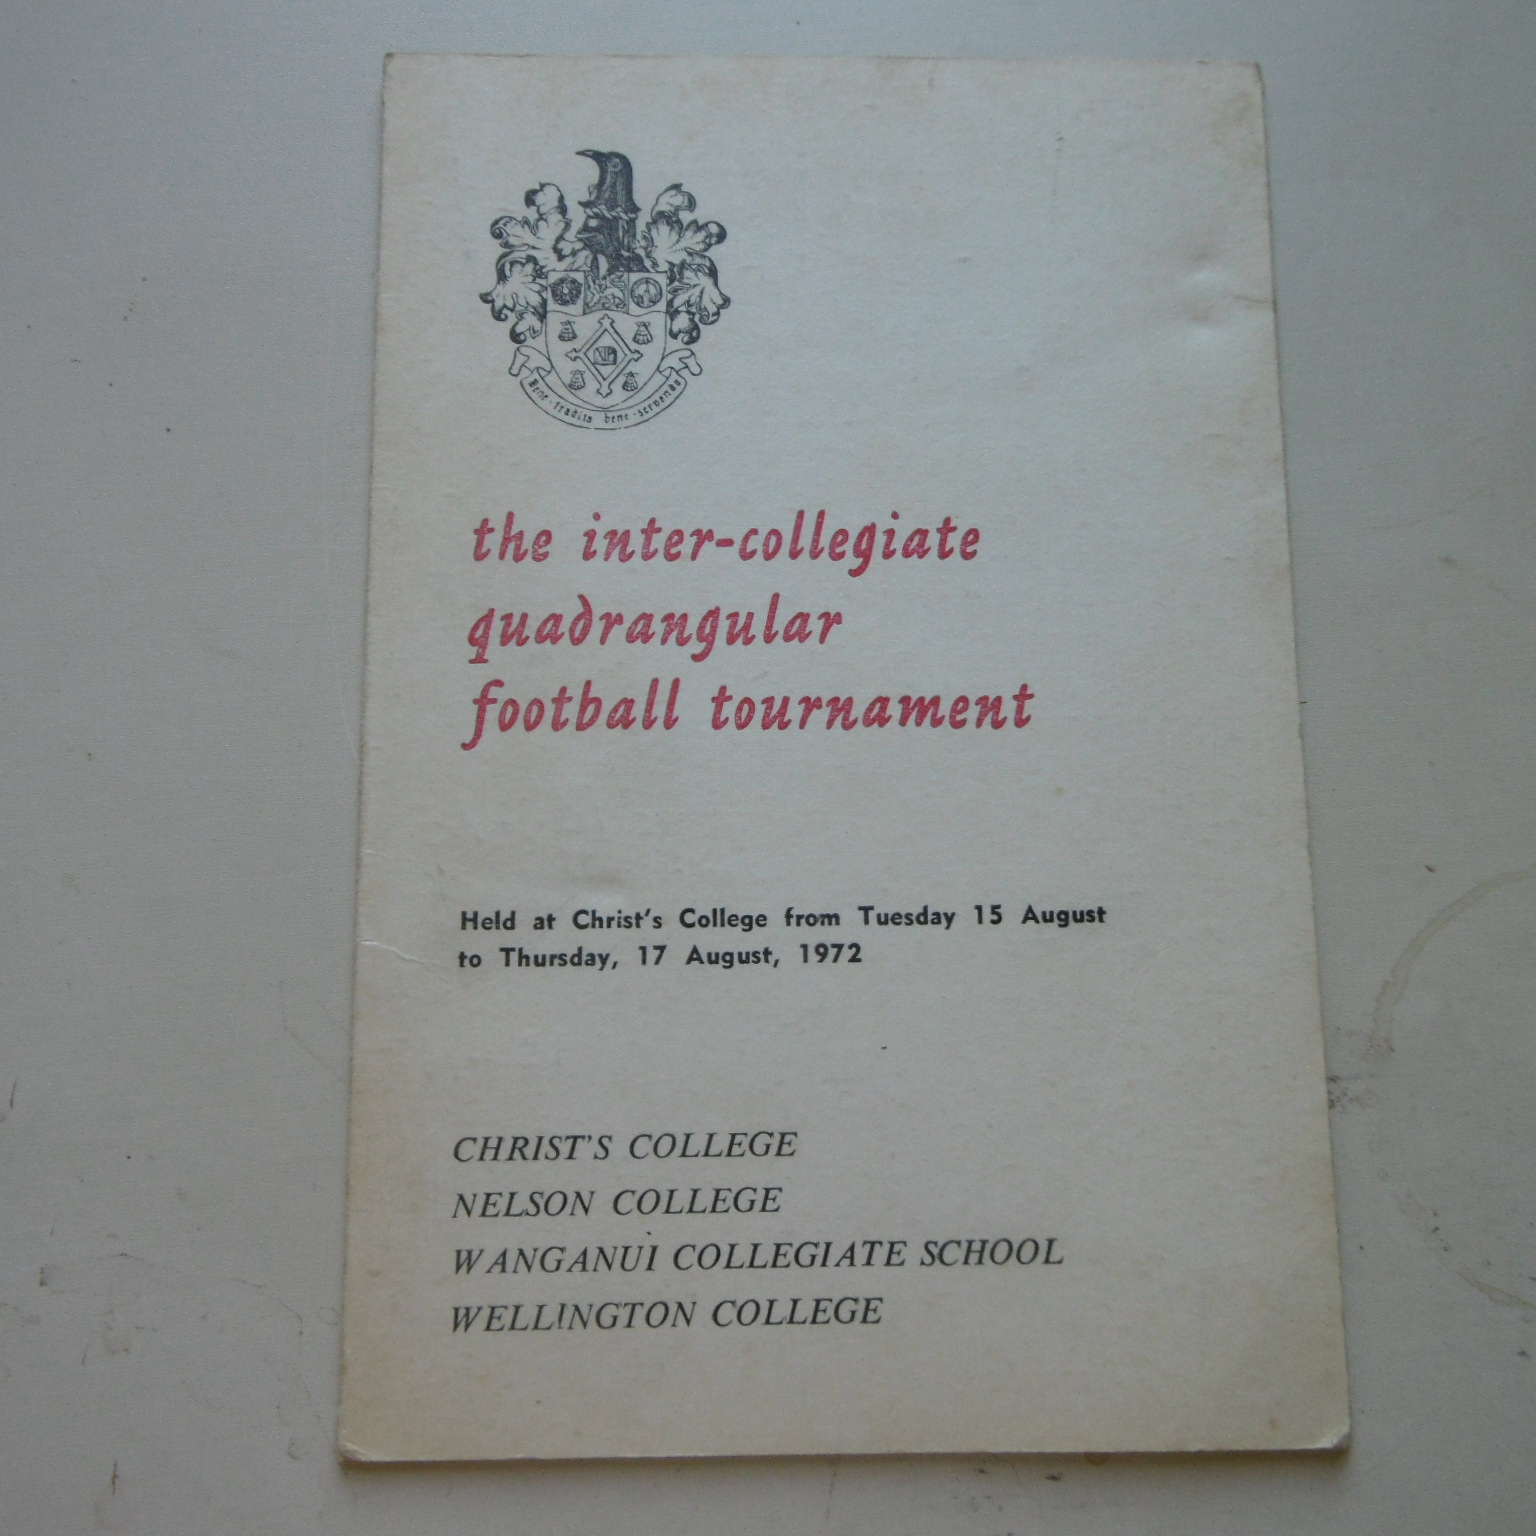 Bene · tradita bene · servanda
the inter-collegiate
quadrangular
football tournament
Held at Christ's College from Tuesday 15 August
to Thursday, 17 August, 1972
CHRIST'S COLLEGE
NELSON COLLEGE
WANGANUI COLLEGIATE SCHOOL
WELLINGTON COLLEGE